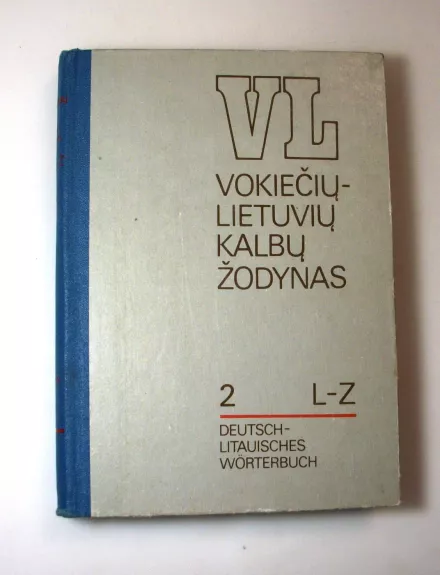 VL
VOKIEČIŲ-
LIETUVIŲ
KALBŲ
ŽODYNAS
2 L-Z
DEUTSCH-
LITAUISCHES
WÖRTERBUCH